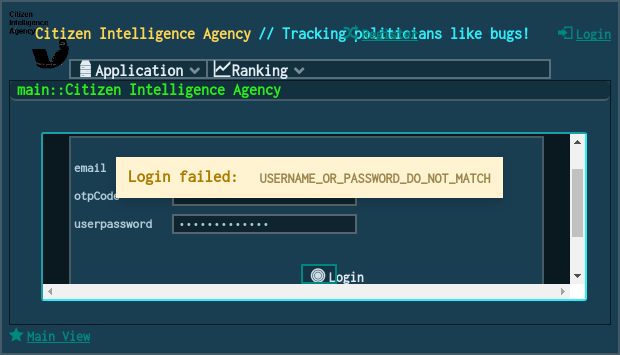 Citizen
Intelligence
Agency
Citizen Intelligence Agency // Tracking politicians like bugs!
Login
Application
Ranking
main::Citizen Intelligence Agency
email
Login failed: USERNAME_OR_PASSWORD_DO_NOT_MATCH
otpCode
userpassword •••••••••••••
Login
Main View